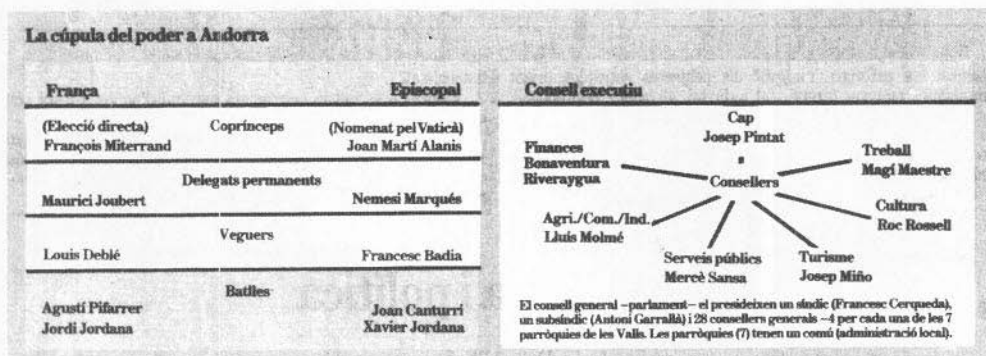 La cúpula del poder a Andorra
França Episcopal
(Elecció directa) Coprínceps (Nomenat pel Vaticà)
François Miterrand Joan Martí Alanis
Delegats permanents
Maurici Joubert Nemesi Marqués
Veguers
Louis Deblé Francesc Badia
Batlles
Agustí Pifarrer Joan Canturri
Jordi Jordana Xavier Jordana
Consell executiu
Cap
Josep Pintat
Finances
Bonaventura
Riveraygua
Consellers
Treball
Magí Maestre
Cultura
Roc Rossell
Agri./Com./Ind.
Lluís Molmé
Serveis públics
Mercè Sansa
Turisme
Josep Miño
El consell general –parlament– el presideixen un síndic (Francesc Cerqueda),
un subsíndic (Antoni Garrallà) i 28 consellers generals –4 per cada una de les 7
parròquies de les Valls. Les parròquies (7) tenen un comú (administració local).